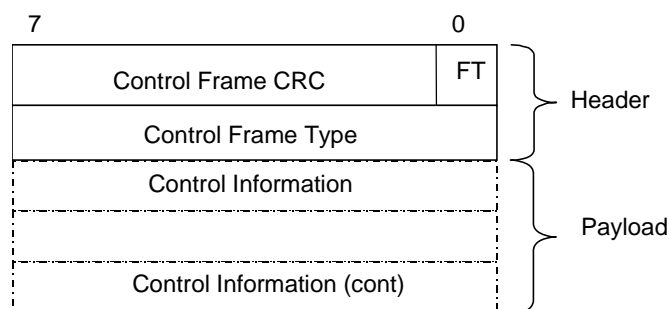 7 0
Control Frame CRC FT
Header
Control Frame Type
Control Information
Payload
Control Information (cont)